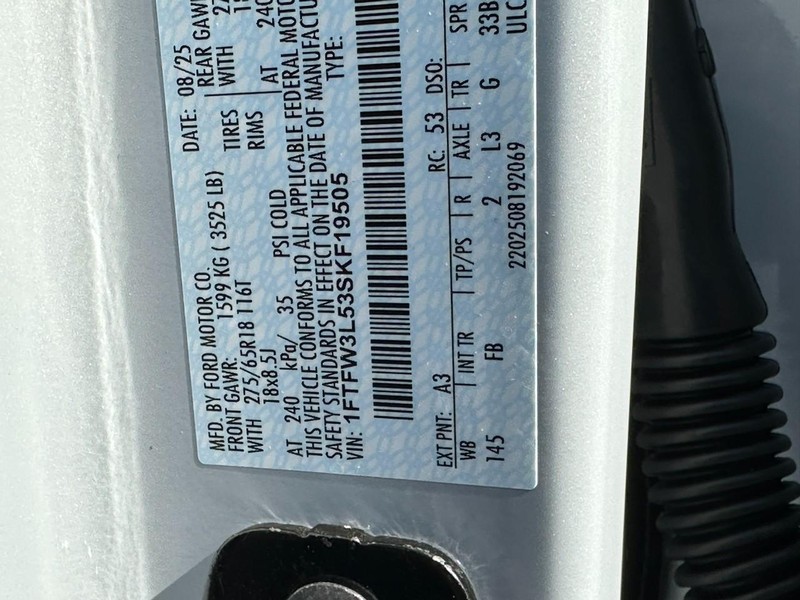 MFD. BY FORD MOTOR CO. DATE: 08/25
FRONT GAWR: 1599 KG ( 3525 LB) REAR GAWR
WITH 275/65R18 116T TIRES WITH
18x8.5J RIMS
AT 240 kPa/ 35 PSI COLD AT 240
THIS VEHICLE CONFORMS TO ALL APPLICABLE FEDERAL MOTOR
SAFETY STANDARDS IN EFFECT ON THE DATE OF MANUFACTU
VIN: 1FTFW3L53SKF19505 TYPE:
EXT PNT: A3 RC: 53 DSO:
WB INT TR TP/PS R AXLE TR SPR
145 FB 2 L3 G 33B
2202508192069 ULC